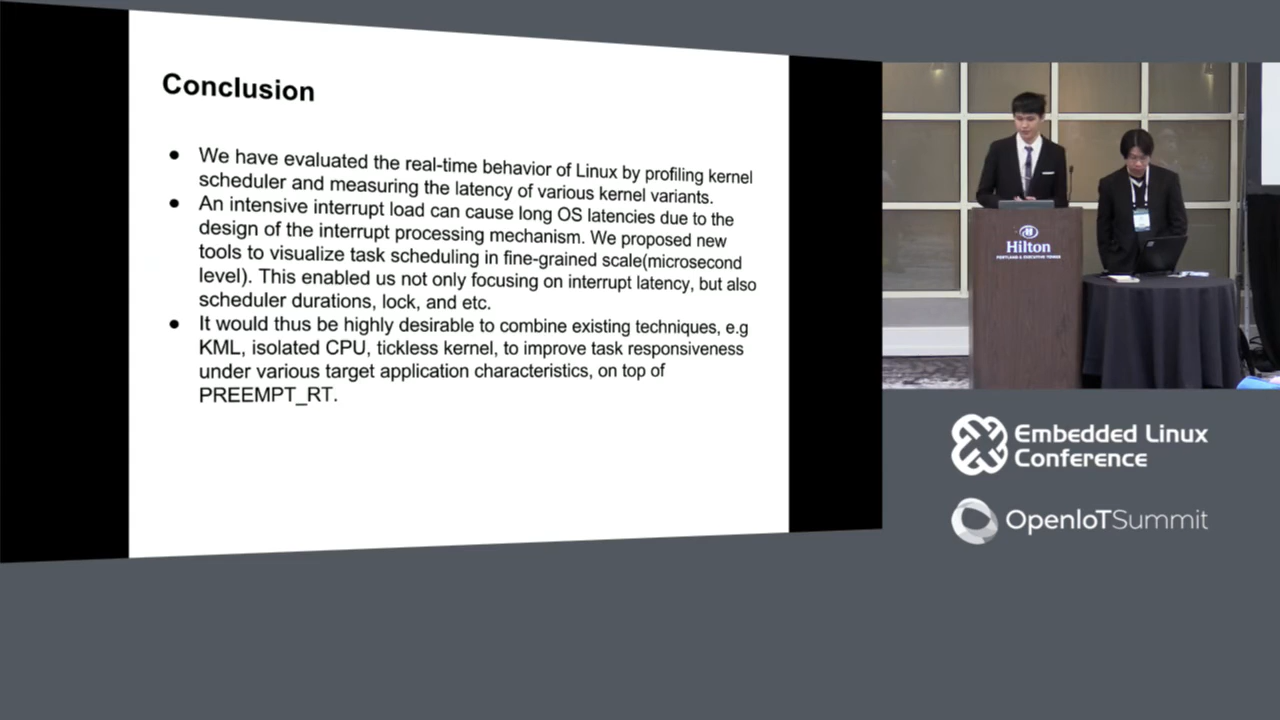 Conclusion
● We have evaluated the real-time behavior of Linux by profiling kernel
scheduler and measuring the latency of various kernel variants.
● An intensive interrupt load can cause long OS latencies due to the
design of the interrupt processing mechanism. We proposed new
tools to visualize task scheduling in fine-grained scale(microsecond
level). This enabled us not only focusing on interrupt latency, but also
scheduler durations, lock, and etc.
● It would thus be highly desirable to combine existing techniques, e.g
KML, isolated CPU, tickless kernel, to improve task responsiveness
under various target application characteristics, on top of
PREEMPT_RT.
Hilton
PORTLAND & EXECUTIVE TOWER
Embedded Linux
Conference
OpenIoTSummit